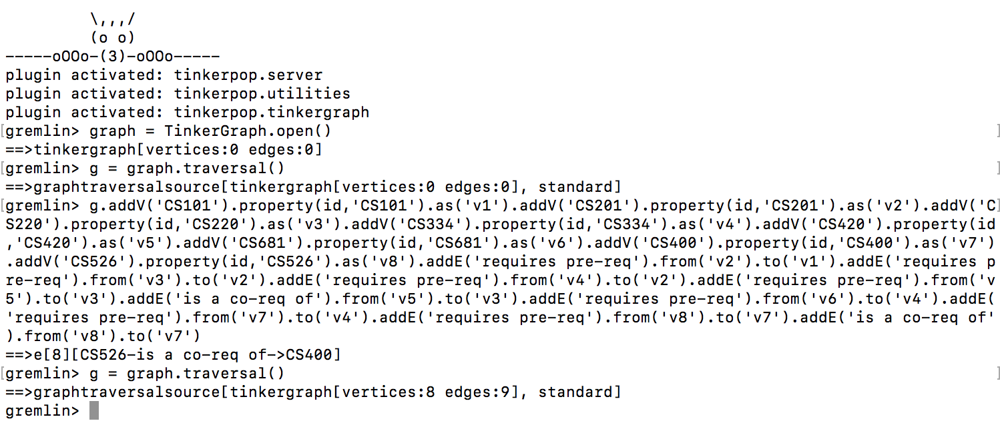 \,,,/
         (o o)
-----oOOo-(3)-oOOo-----
plugin activated: tinkerpop.server
plugin activated: tinkerpop.utilities
plugin activated: tinkerpop.tinkergraph
[gremlin> graph = TinkerGraph.open() ]
==>tinkergraph[vertices:0 edges:0]
[gremlin> g = graph.traversal() ]
==>graphtraversalsource[tinkergraph[vertices:0 edges:0], standard]
[gremlin> g.addV('CS101').property(id,'CS101').as('v1').addV('CS201').property(id,'CS201').as('v2').addV('C]
S220').property(id,'CS220').as('v3').addV('CS334').property(id,'CS334').as('v4').addV('CS420').property(id
,'CS420').as('v5').addV('CS681').property(id,'CS681').as('v6').addV('CS400').property(id,'CS400').as('v7')
.addV('CS526').property(id,'CS526').as('v8').addE('requires pre-req').from('v2').to('v1').addE('requires p
re-req').from('v3').to('v2').addE('requires pre-req').from('v4').to('v2').addE('requires pre-req').from('v
5').to('v3').addE('is a co-req of').from('v5').to('v3').addE('requires pre-req').from('v6').to('v4').addE(
'requires pre-req').from('v7').to('v4').addE('requires pre-req').from('v8').to('v7').addE('is a co-req of'
).from('v8').to('v7')
==>e[8][CS526-is a co-req of->CS400]
[gremlin> g = graph.traversal() ]
==>graphtraversalsource[tinkergraph[vertices:8 edges:9], standard]
gremlin>